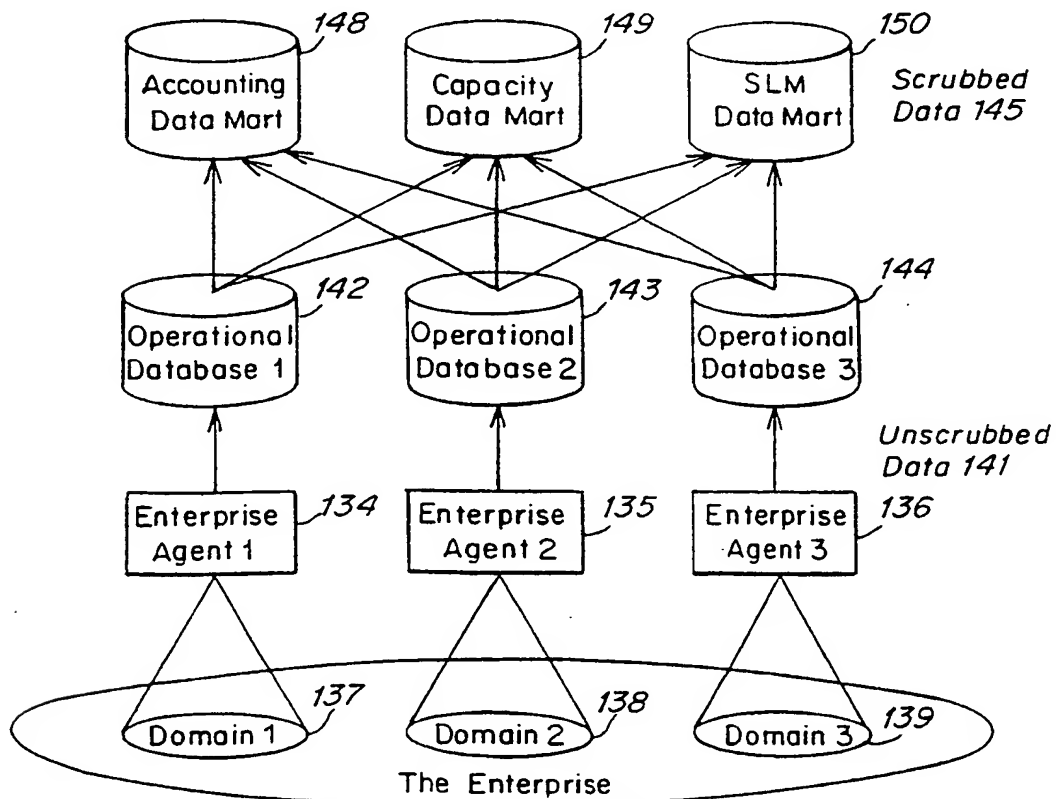 148
149
150
Accounting
Data Mart
Capacity
Data Mart
SLM
Data Mart
Scrubbed
Data 145
142
143
144
Operational
Database 1
Operational
Database 2
Operational
Database 3
Unscrubbed
Data 141
134
135
136
Enterprise
Agent 1
Enterprise
Agent 2
Enterprise
Agent 3
137
138
139
Domain 1
Domain 2
Domain 3
The Enterprise